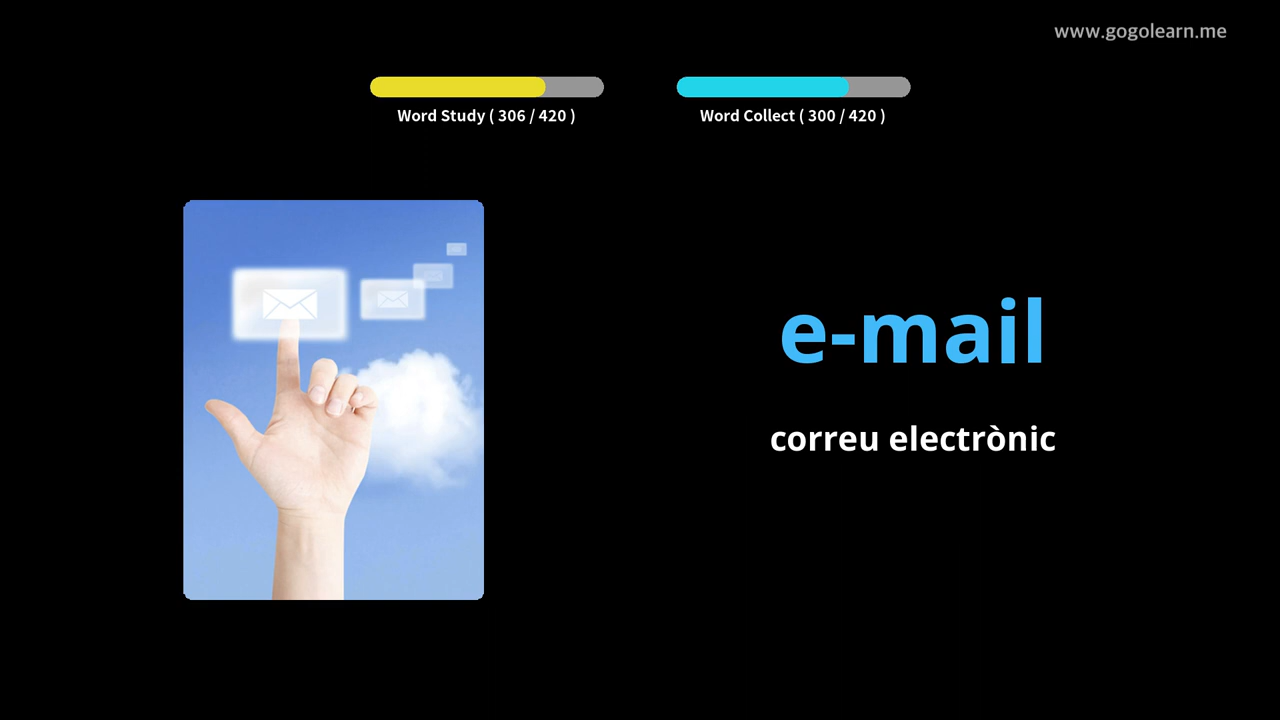 www.gogolearn.me
Word Study ( 306 / 420 )
Word Collect ( 300 / 420 )
e-mail
correu electrònic